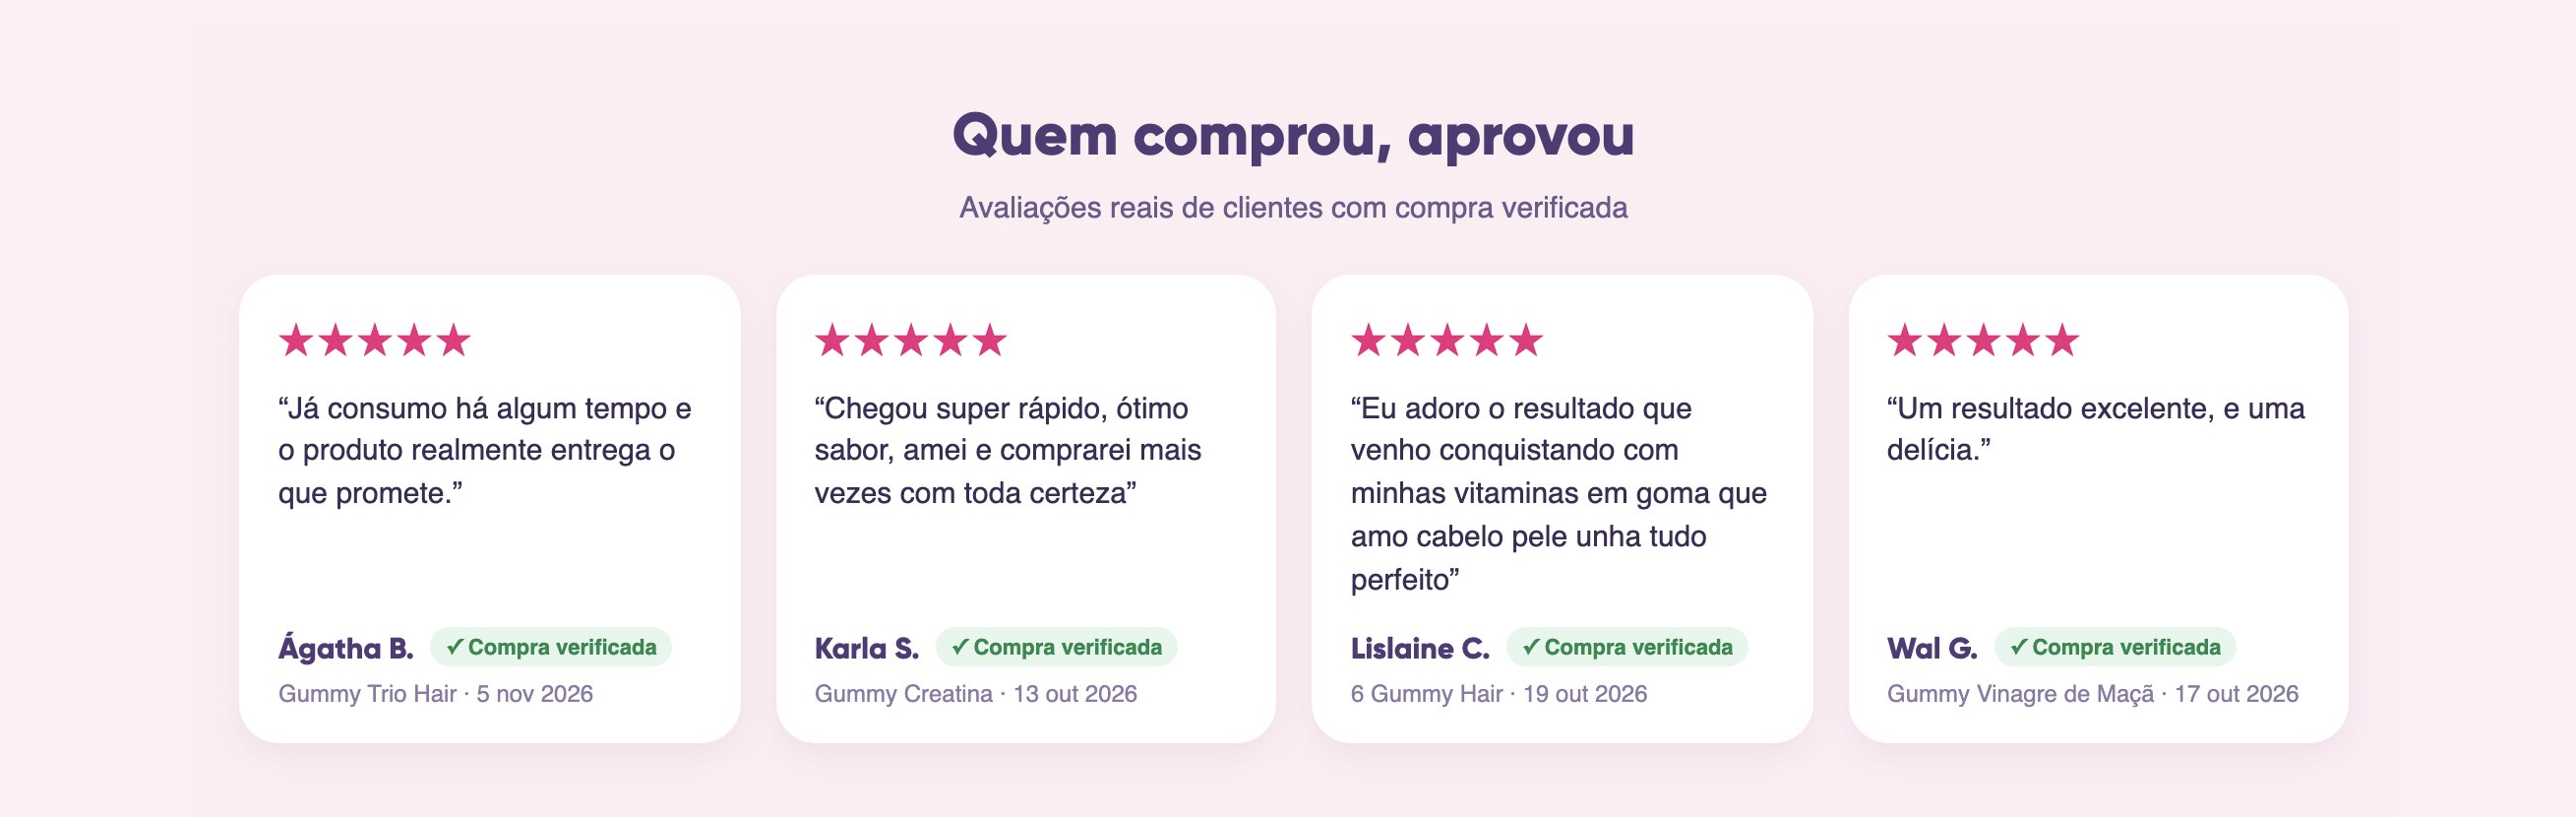 Quem comprou, aprovou
Avaliações reais de clientes com compra verificada
★★★★★
“Já consumo há algum tempo e
o produto realmente entrega o
que promete.”
Ágatha B. ✓ Compra verificada
Gummy Trio Hair · 5 nov 2026
★★★★★
“Chegou super rápido, ótimo
sabor, amei e comprarei mais
vezes com toda certeza”
Karla S. ✓ Compra verificada
Gummy Creatina · 13 out 2026
★★★★★
“Eu adoro o resultado que
venho conquistando com
minhas vitaminas em goma que
amo cabelo pele unha tudo
perfeito”
Lislaine C. ✓ Compra verificada
6 Gummy Hair · 19 out 2026
★★★★★
“Um resultado excelente, e uma
delícia.”
Wal G. ✓ Compra verificada
Gummy Vinagre de Maçã · 17 out 2026